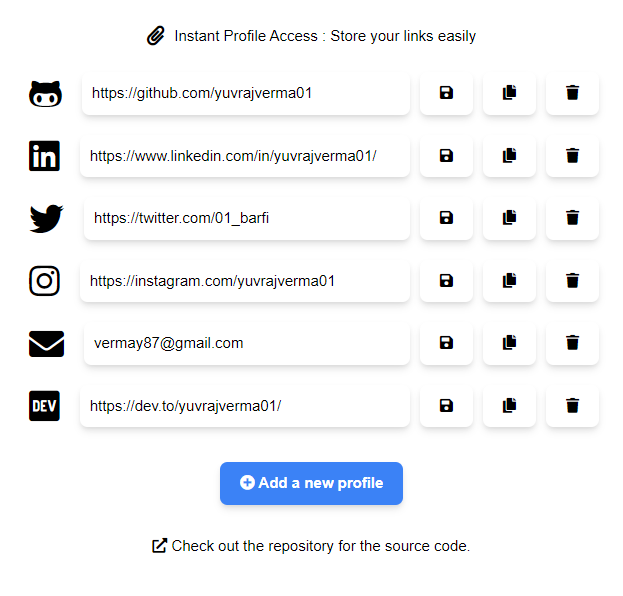 Instant Profile Access : Store your links easily
https://github.com/yuvrajverma01
https://www.linkedin.com/in/yuvrajverma01/
https://twitter.com/01_barfi
https://instagram.com/yuvrajverma01
vermay87@gmail.com
DEV https://dev.to/yuvrajverma01/
Add a new profile
Check out the repository for the source code.